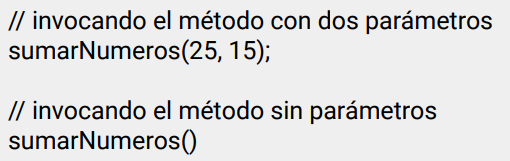 // invocando el método con dos parámetros
sumarNumeros(25, 15);
// invocando el método sin parámetros
sumarNumeros()